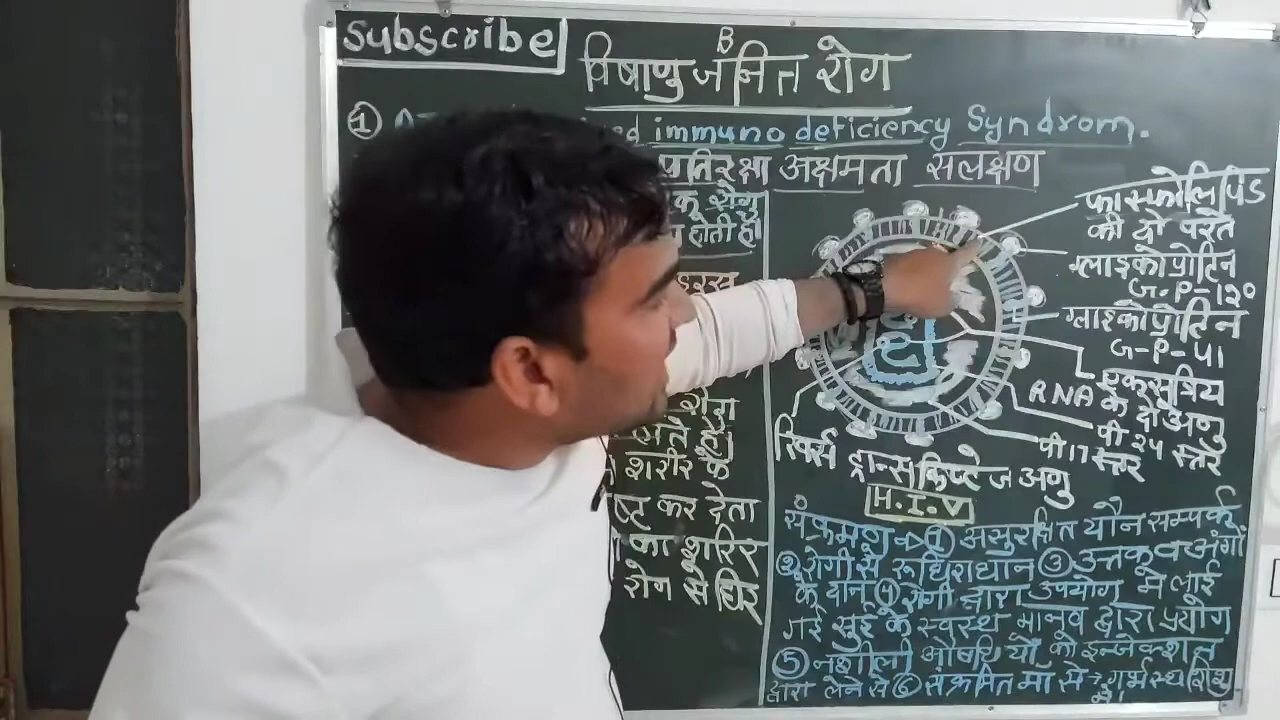 Subscribe
B
विषाणु जनित रोग
① A
immuno deficiency Syndrom.
प्रतिरक्षा अक्षमता सलक्षण
रोग
होती है।
फास्फोलिपिड
की दो परते
ग्लाइकोप्रोटिन
G.P-१२०
ग्लाइकोप्रोटिन
G-P-41
एकसूत्रिय
RNA के दो अणु
पी 24 स्तर
पी 17 स्तर
रिवर्स ट्रान्स क्रिप्टेज अणु
H.I.V
रोग
शरीर के
कर देता
का शरिर
रोग से घिर
संक्रमण → ① असुरक्षित यौन सम्पर्क
② रोगी से रूधिराधान ③ उत्तक व अंगों
के दान ④ रोगी द्वारा उपयोग मे लाई
गई सुई के स्वस्थ मानव द्वारा प्रयोग
⑤ नशीली औषधियों को इन्जेक्शन
द्वारा लेने से ⑥ संक्रमित माँ से → गर्भस्थ शिशु
में।